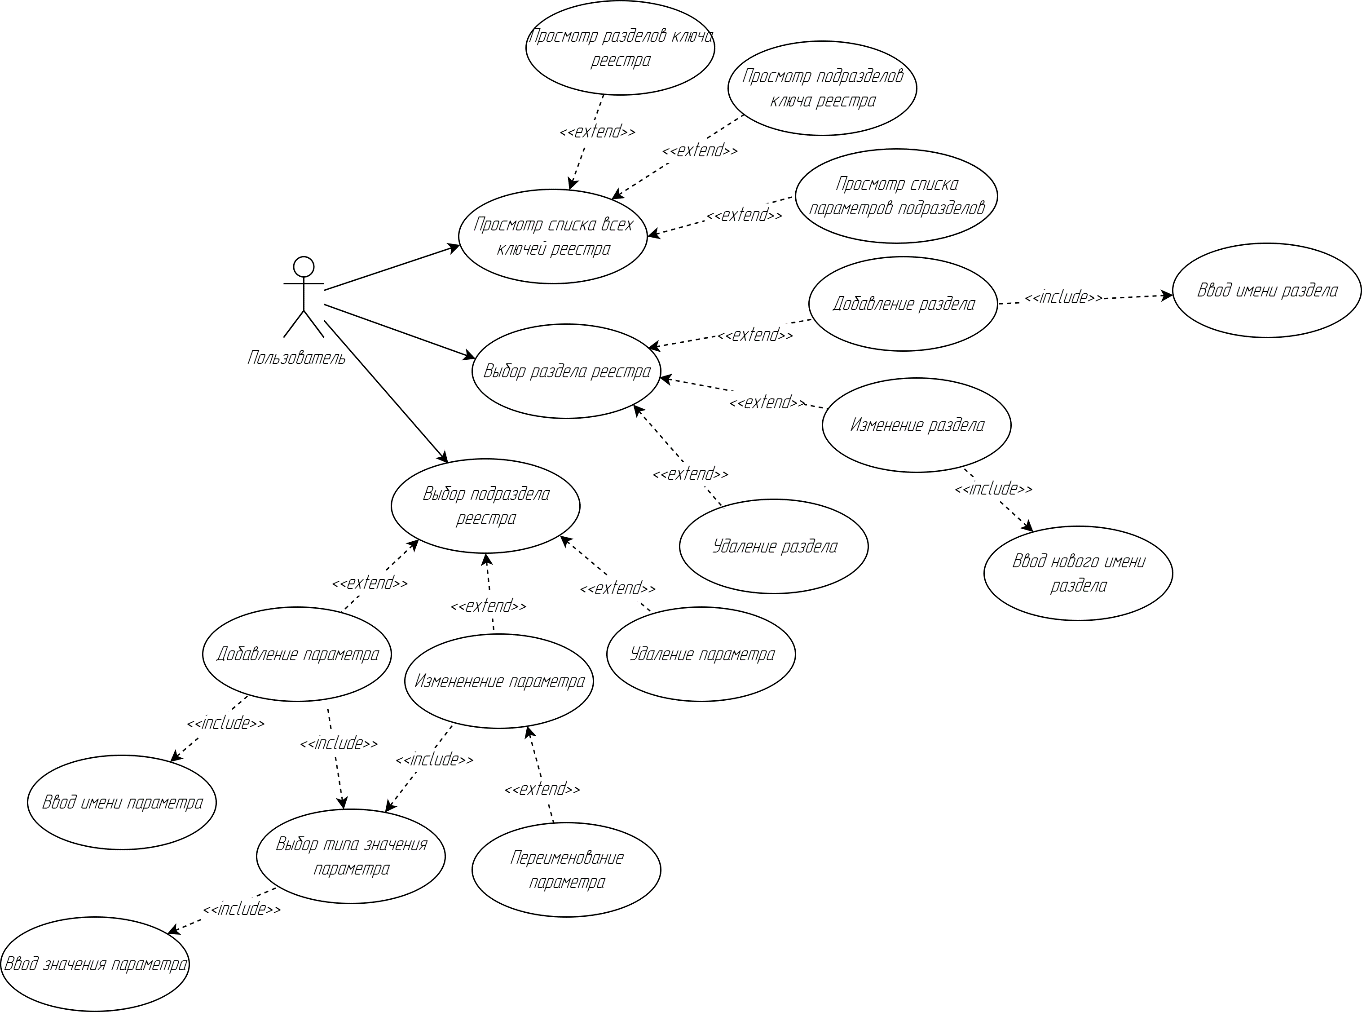 Просмотр разделов ключа
реестра
Просмотр подразделов
ключа реестра
<<extend>>
<<extend>>
Просмотр списка
параметров подразделов
<<extend>>
Просмотр списка всех
ключей реестра
Добавление раздела
<<include>>
Ввод имени раздела
<<extend>>
Пользователь
Выбор раздела реестра
<<extend>>
Изменение раздела
<<extend>>
<<include>>
Выбор подраздела
реестра
Удаление раздела
Ввод нового имени
раздела
<<extend>>
<<extend>>
<<extend>>
Добавление параметра
Измененение параметра
Удаление параметра
<<include>>
<<include>>
<<include>>
<<extend>>
Ввод имени параметра
Выбор типа значения
параметра
Переименование
параметра
<<include>>
Ввод значения параметра